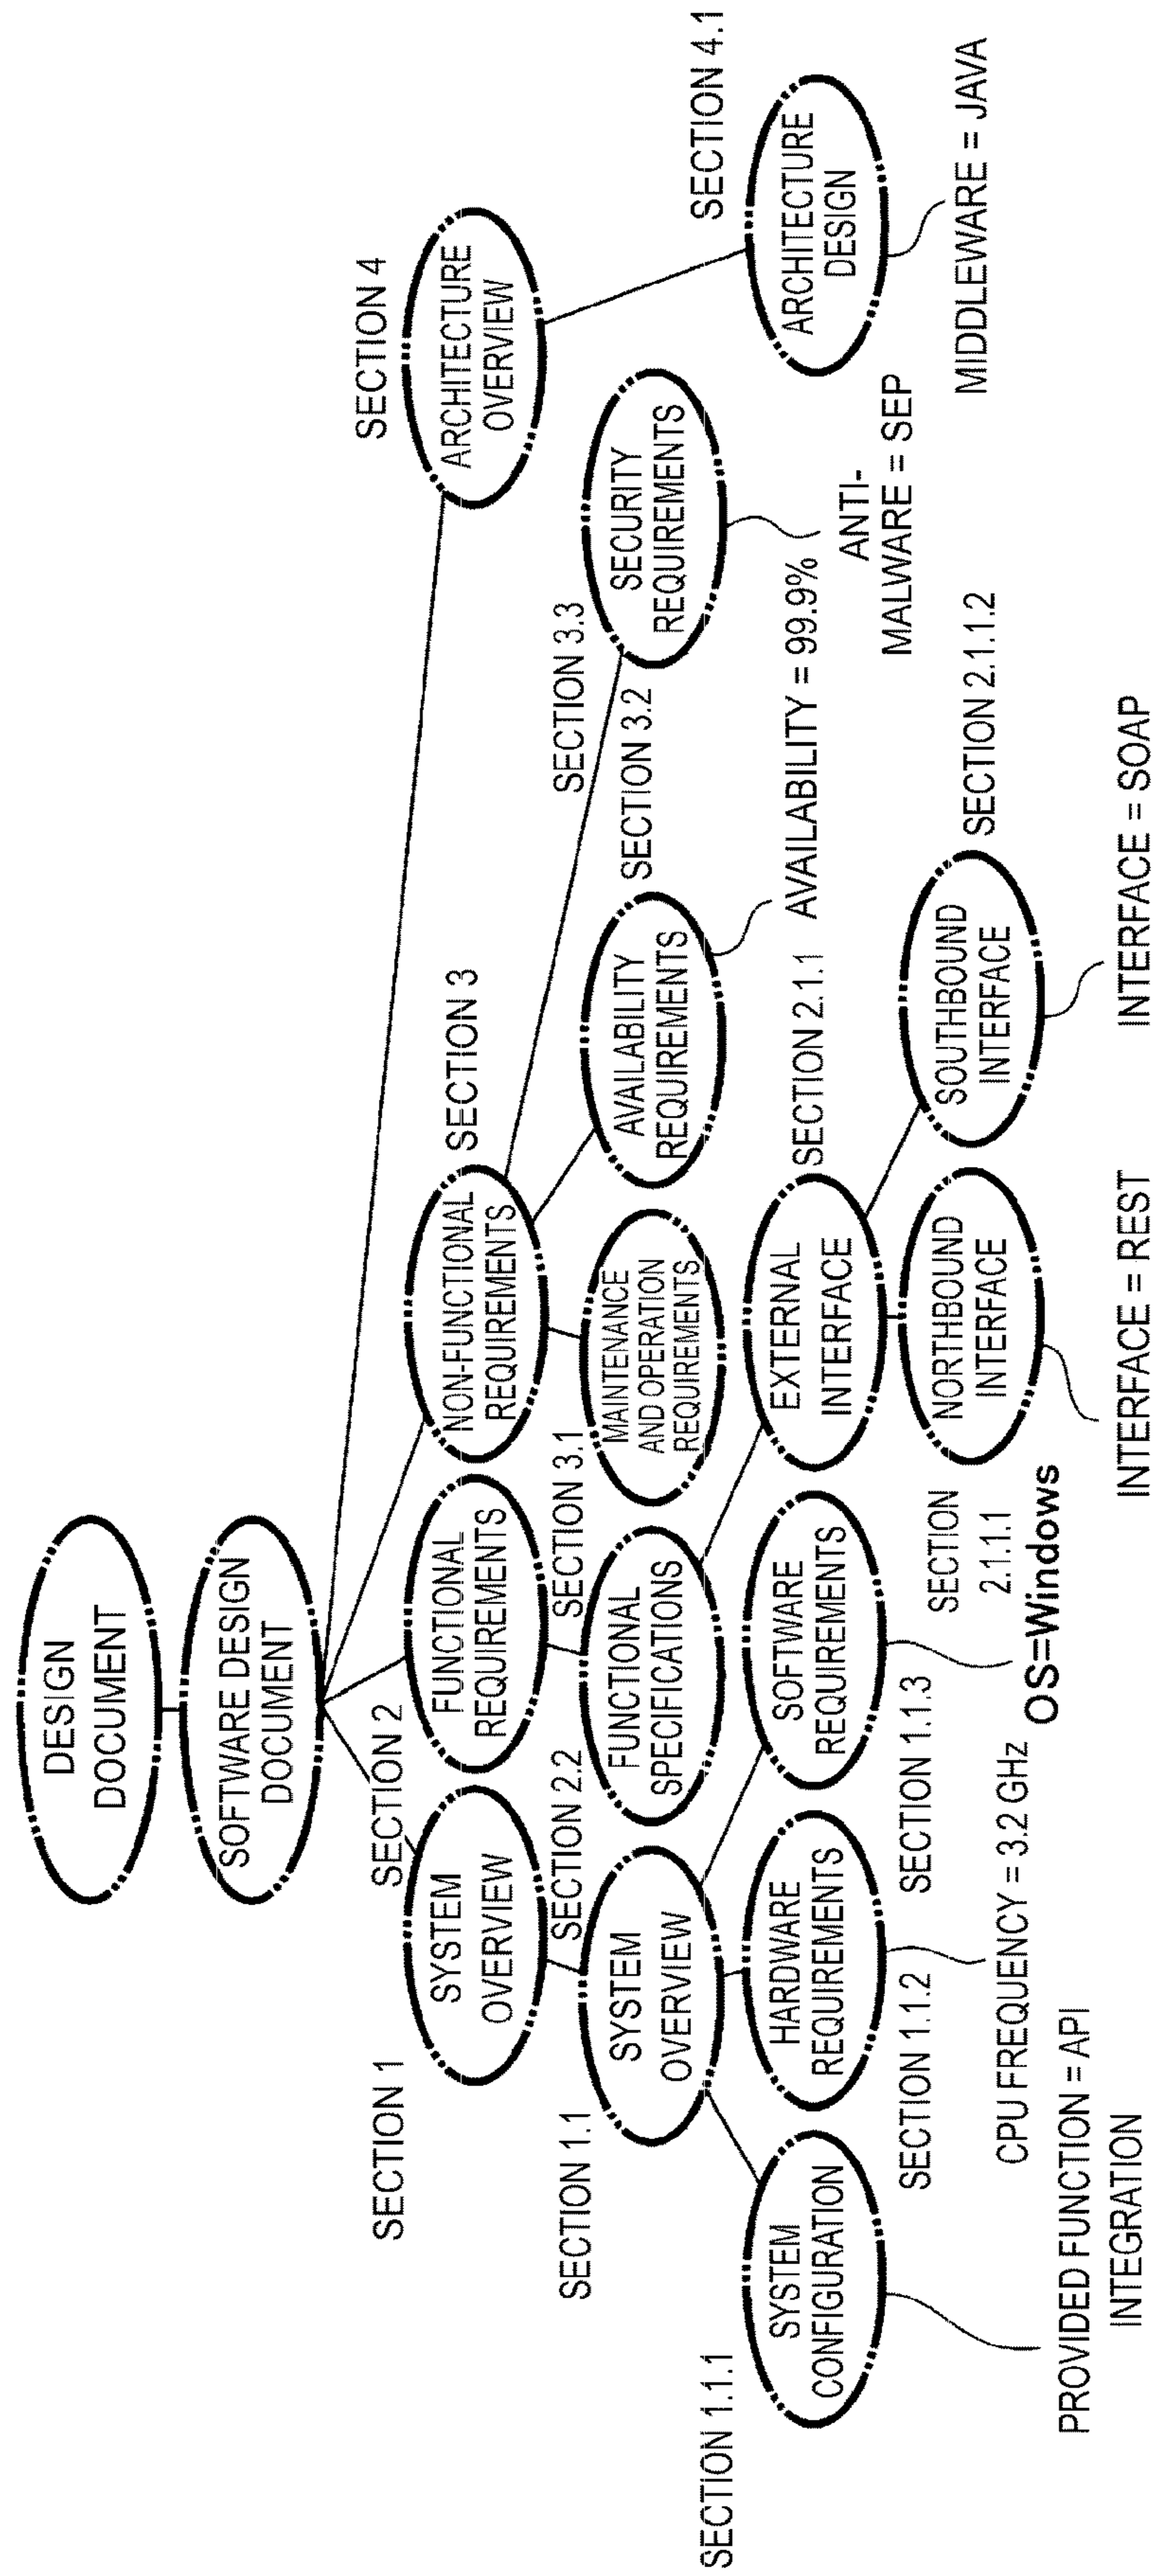 DESIGN
DOCUMENT
SOFTWARE DESIGN
DOCUMENT
SECTION 1
SYSTEM
OVERVIEW
SECTION 2
FUNCTIONAL
REQUIREMENTS
NON-FUNCTIONAL
REQUIREMENTS
SECTION 3
SECTION 4
ARCHITECTURE
OVERVIEW
SECTION 1.1
SYSTEM
OVERVIEW
SECTION 2.2
FUNCTIONAL
SPECIFICATIONS
SECTION 3.1
MAINTENANCE
AND OPERATION
REQUIREMENTS
AVAILABILITY
REQUIREMENTS
SECTION 3.2
SECTION 3.3
SECURITY
REQUIREMENTS
SECTION 4.1
ARCHITECTURE
DESIGN
SECTION 1.1.1
SYSTEM
CONFIGURATION
HARDWARE
REQUIREMENTS
SOFTWARE
REQUIREMENTS
EXTERNAL
INTERFACE
SECTION 2.1.1
AVAILABILITY = 99.9%
ANTI-
MALWARE = SEP
MIDDLEWARE = JAVA
SECTION 1.1.2
SECTION 1.1.3
SECTION
2.1.1.1
NORTHBOUND
INTERFACE
SOUTHBOUND
INTERFACE
SECTION 2.1.1.2
PROVIDED FUNCTION = API
INTEGRATION
CPU FREQUENCY = 3.2 GHz
OS=Windows
INTERFACE = REST
INTERFACE = SOAP